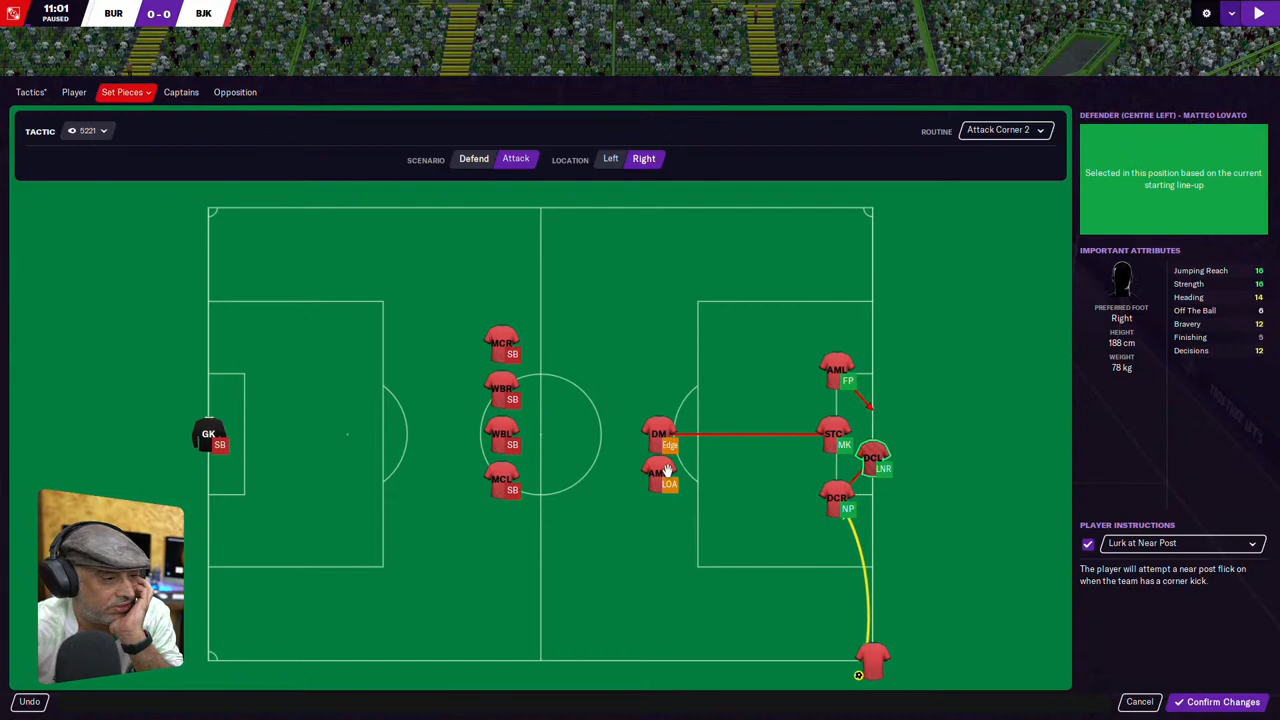 11:01
PAUSED
BUR
0 - 0
BJK
Tactics*
Player
Set Pieces
Captains
Opposition
TACTIC
5221
ROUTINE
Attack Corner 2
SCENARIO
Defend
Attack
LOCATION
Left
Right
MCR
SB
WBR
SB
WBL
SB
MCL
SB
GK
SB
DM
Edge
AM
LOA
AML
FP
STC
MK
DCL
LNR
DCR
NP
DEFENDER (CENTRE LEFT) - MATTEO LOVATO
Selected in this position based on the current
starting line-up
IMPORTANT ATTRIBUTES
PREFERRED FOOT
Right
HEIGHT
188 cm
WEIGHT
78 kg
Jumping Reach 16
Strength 16
Heading 14
Off The Ball 6
Bravery 12
Finishing 5
Decisions 12
PLAYER INSTRUCTIONS
Lurk at Near Post
The player will attempt a near post flick on
when the team has a corner kick.
Undo
Cancel
Confirm Changes